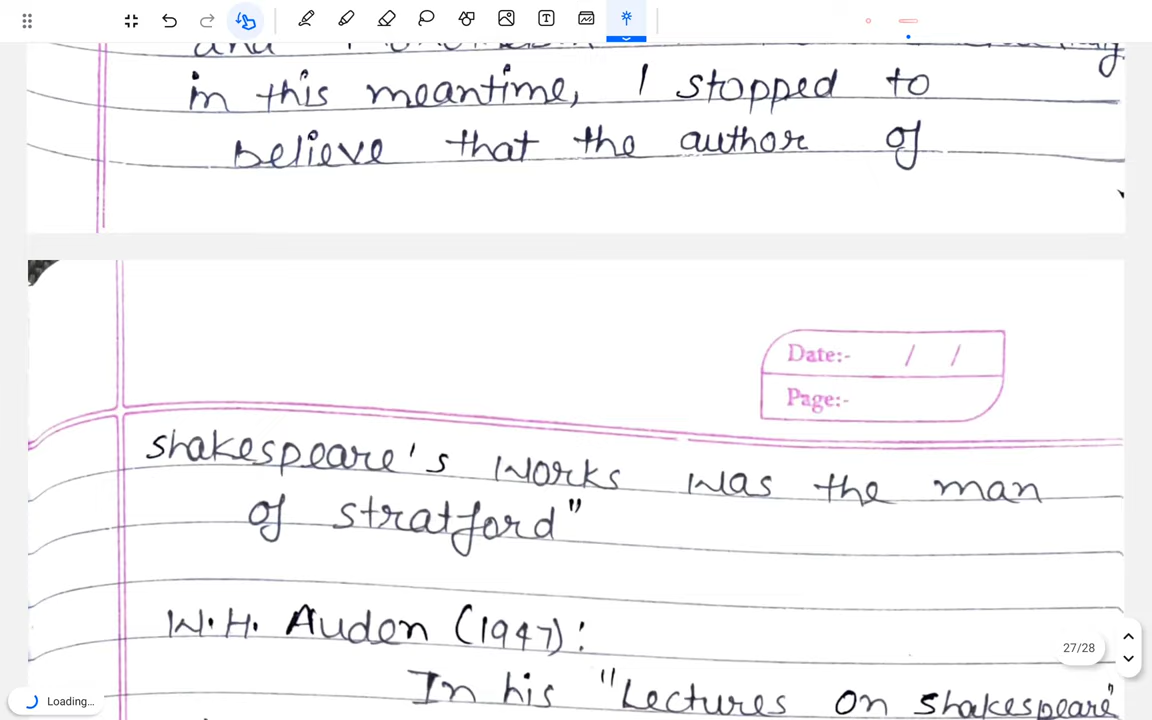 and
in this meantime, I stopped to
believe that the author of
Date:- / /
Page:-
shakespeare's works was the man
of stratford"
W.H. Auden (1947):
In his "Lectures on shakespeare"
27/28
Loading...